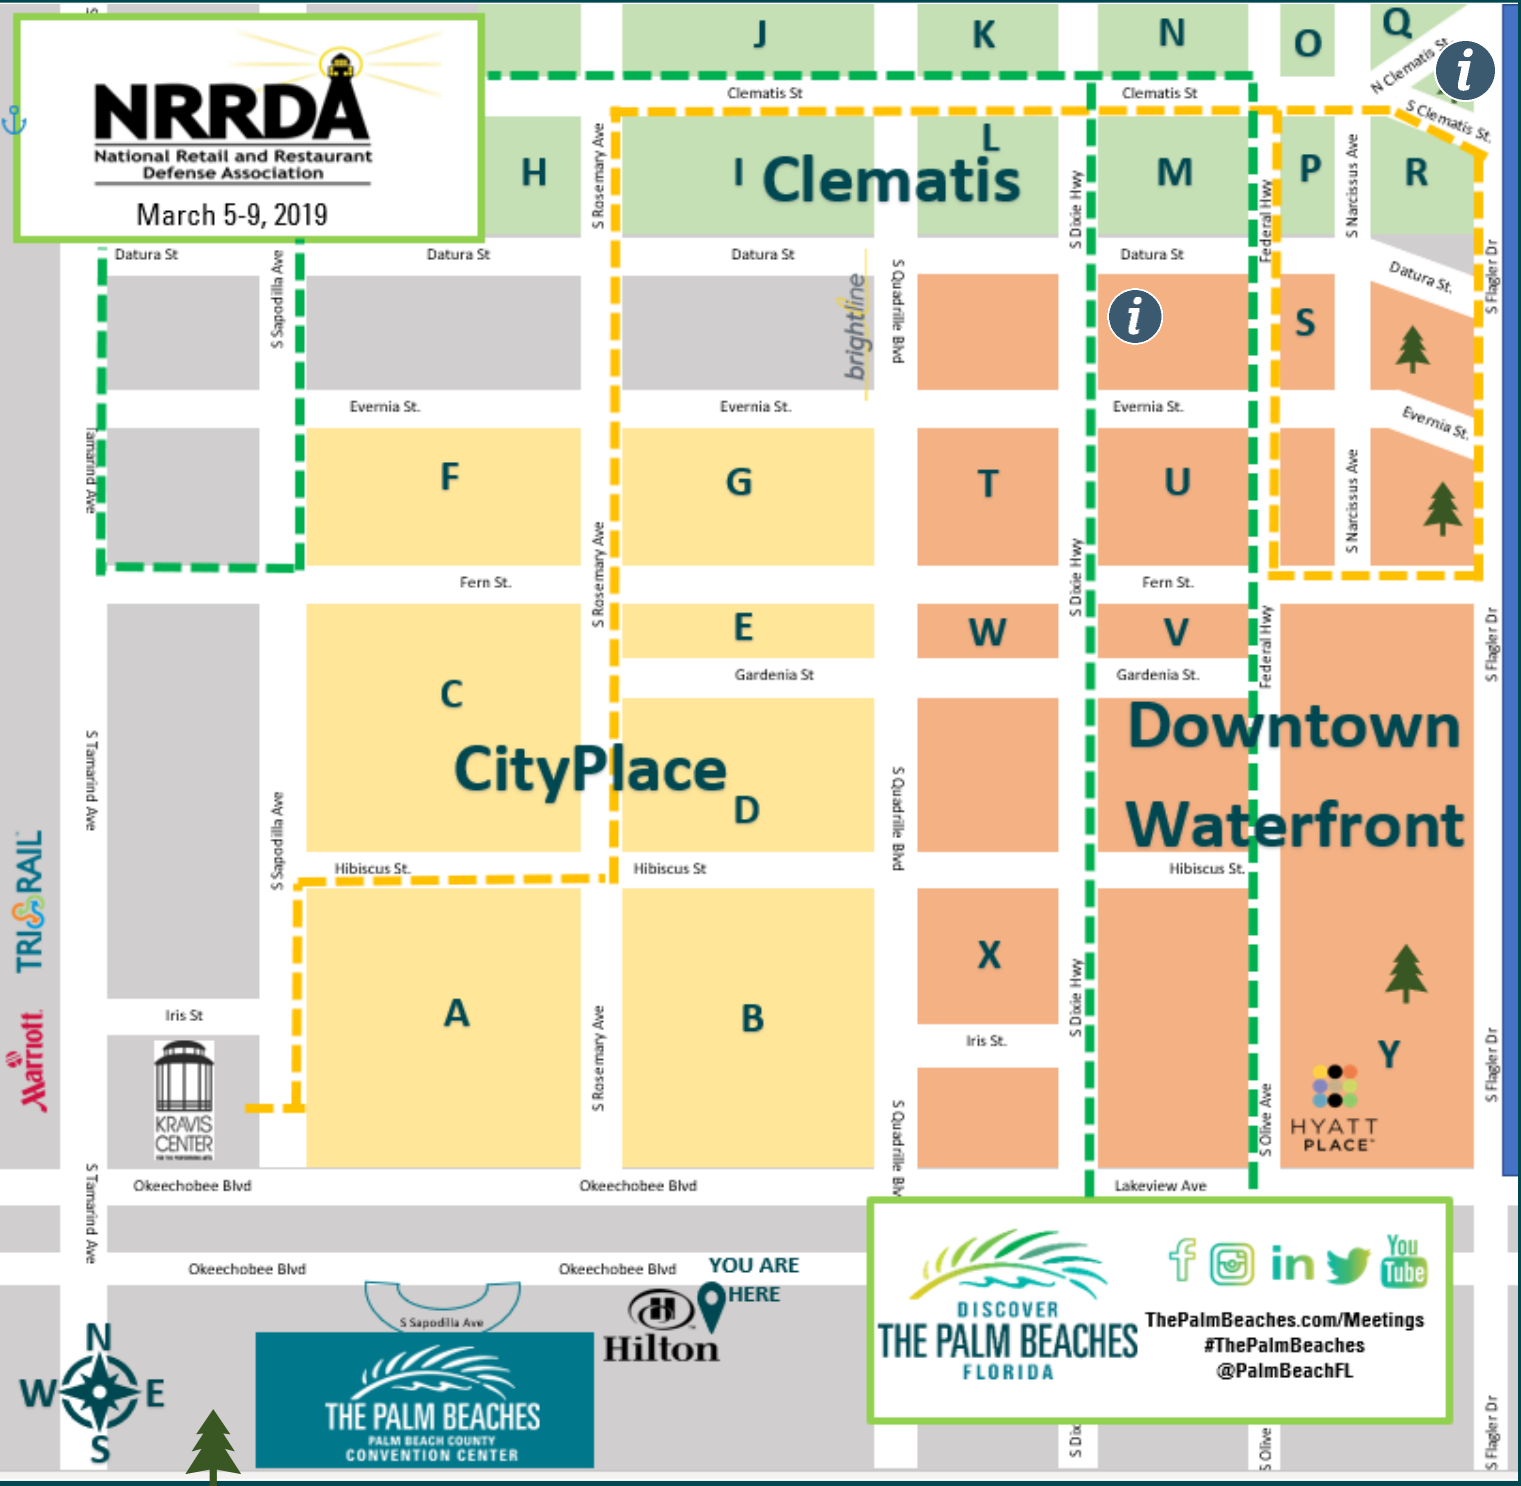 S
J
K
N
O
Q
N Clematis St.
i
NRRDA
National Retail and Restaurant
Defense Association
March 5-9, 2019
Clematis St
Clematis St
S Clematis St.
H
S Rosemary Ave
I
Clematis
L
S Dixie Hwy
M
Federal Hwy
P
S Narcissus Ave
R
Datura St
S Sapodilla Ave
Datura St
Datura St
Datura St
Datura St.
S Flagler Dr
brightline
S Quadrille Blvd
i
S
Evernia St.
Evernia St.
Evernia St.
Evernia St.
Tamarind Ave
F
G
T
U
S Narcissus Ave
S Rosemary Ave
S Dixie Hwy
Fern St.
Fern St.
E
W
V
Federal Hwy
S Flagler Dr
Gardenia St
Gardenia St.
C
S Tamarind Ave
CityPlace
D
Downtown
Waterfront
S Sapodilla Ave
S Quadrille Blvd
Hibiscus St.
Hibiscus St
Hibiscus St.
TRI RAIL
X
S Dixie Hwy
Iris St
A
B
Iris St.
Marriott
S Rosemary Ave
Y
S Flagler Dr
KRAVIS
CENTER
S Quadrille Blv
S Olive Ave
HYATT
PLACE
S Tamarind Ave
Okeechobee Blvd
Okeechobee Blvd
Lakeview Ave
Okeechobee Blvd
Okeechobee Blvd
YOU ARE
HERE
S Sapodilla Ave
H
Hilton
DISCOVER
THE PALM BEACHES
FLORIDA
f
in
You
Tube
ThePalmBeaches.com/Meetings
#ThePalmBeaches
@PalmBeachFL
N
W
E
S
THE PALM BEACHES
PALM BEACH COUNTY
CONVENTION CENTER
S Dix
S Olive
S Flagler Dr